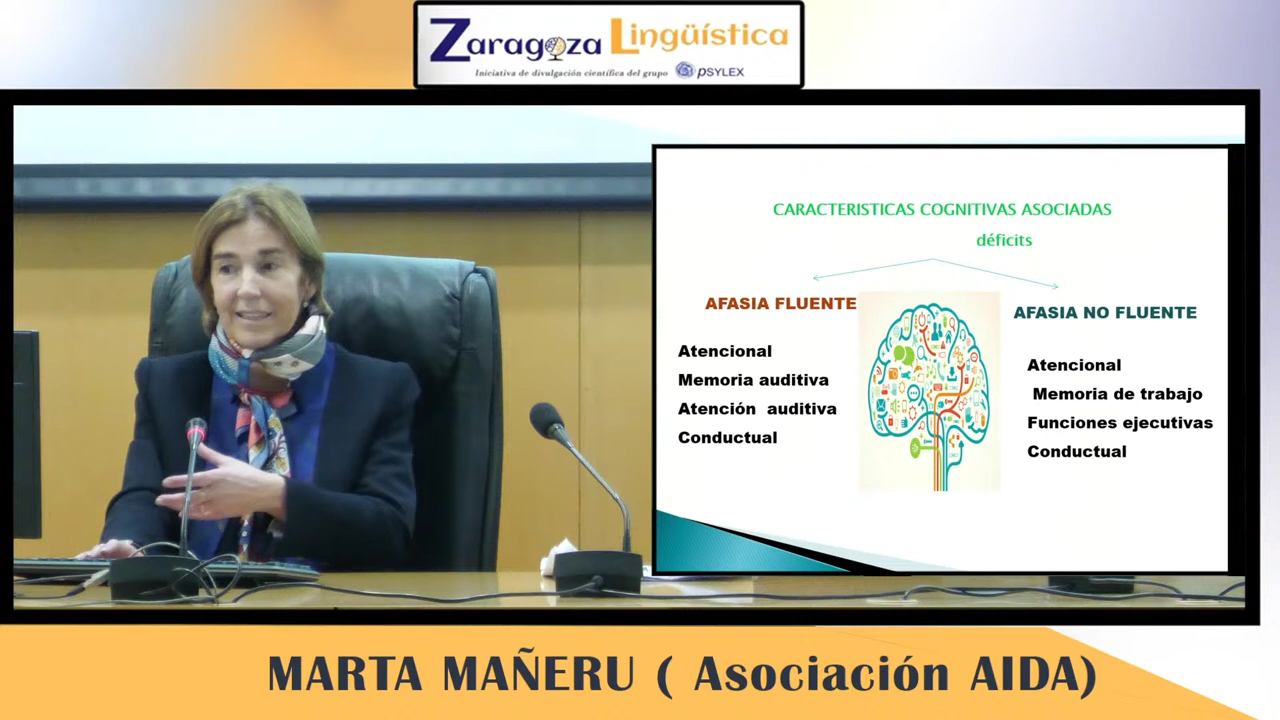 Zaragoza Lingüística
Iniciativa de divulgación científica del grupo pSYLEX
CARACTERISTICAS COGNITIVAS ASOCIADAS
déficits
AFASIA FLUENTE
Atencional
Memoria auditiva
Atención auditiva
Conductual
AFASIA NO FLUENTE
Atencional
Memoria de trabajo
Funciones ejecutivas
Conductual
MARTA MAÑERU ( Asociación AIDA)